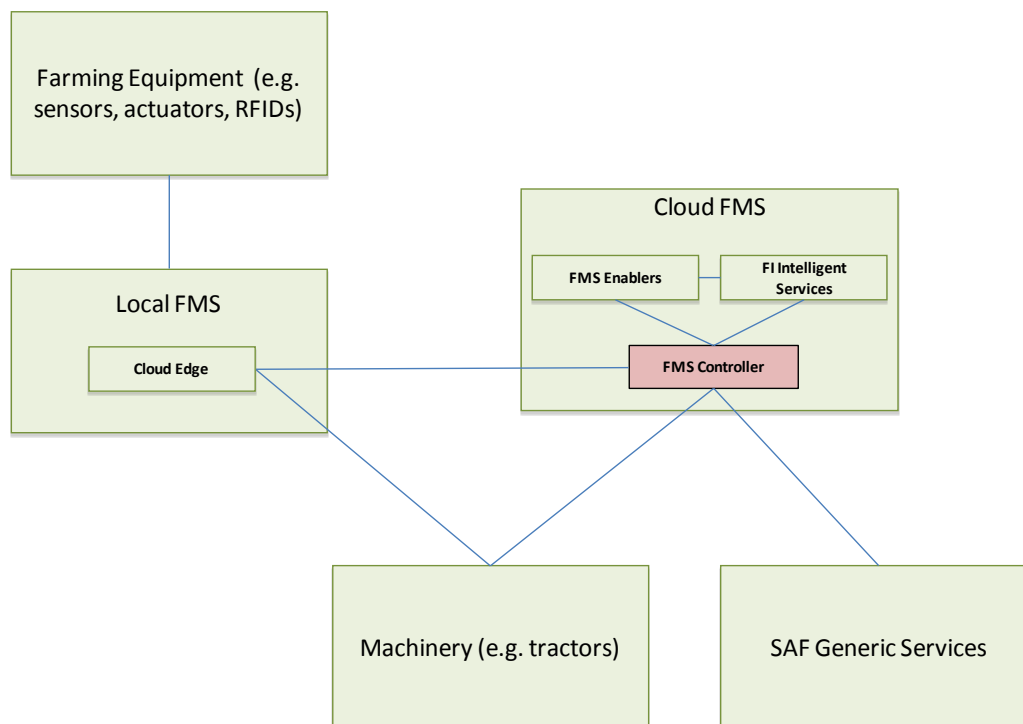 Farming Equipment (e.g.
sensors, actuators, RFIDs)
Cloud FMS
FMS Enablers
FI Intelligent
Services
Local FMS
Cloud Edge
FMS Controller
Machinery (e.g. tractors)
SAF Generic Services